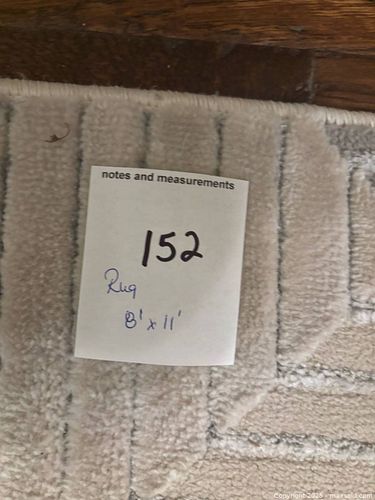 notes and measurements
152
Rug
8' x 11'
Copyright 2025 - maxsold.com